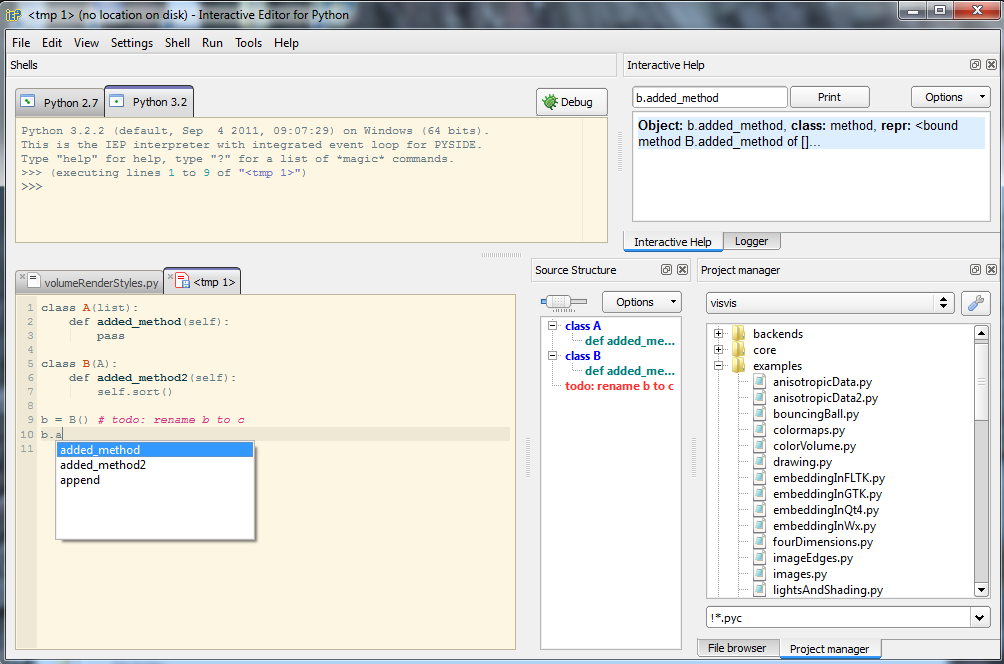 <tmp 1> (no location on disk) - Interactive Editor for Python
File Edit View Settings Shell Run Tools Help
Shells
Python 2.7 Python 3.2 Debug
Python 3.2.2 (default, Sep  4 2011, 09:07:29) on Windows (64 bits).
This is the IEP interpreter with integrated event loop for PYSIDE.
Type "help" for help, type "?" for a list of *magic* commands.
>>> (executing lines 1 to 9 of "<tmp 1>")
>>>
Interactive Help
b.added_method Print Options
Object: b.added_method, class: method, repr: <bound
method B.added_method of []...
Interactive Help Logger
volumeRenderStyles.py <tmp 1>
1 class A(list):
2     def added_method(self):
3         pass
4
5 class B(A):
6     def added_method2(self):
7         self.sort()
8
9 b = B() # todo: rename b to c
10 b.a
11
added_method
added_method2
append
Source Structure
Options
class A
def added_me...
class B
def added_me...
todo: rename b to c
Project manager
visvis
backends
core
examples
anisotropicData.py
anisotropicData2.py
bouncingBall.py
colormaps.py
colorVolume.py
drawing.py
embeddingInFLTK.py
embeddingInGTK.py
embeddingInQt4.py
embeddingInWx.py
fourDimensions.py
imageEdges.py
images.py
lightsAndShading.py
!*.pyc
File browser Project manager